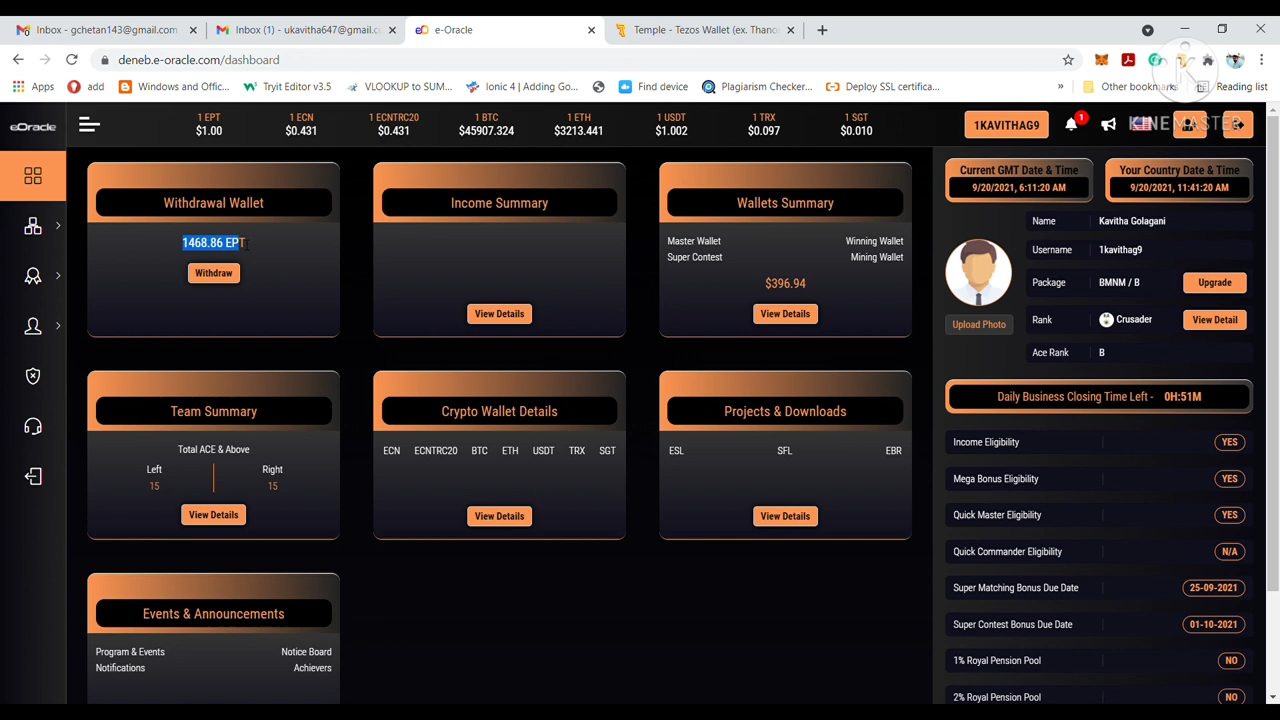 Inbox - gchetan143@gmail.com
Inbox (1) - ukavitha647@gmail.cc
e-Oracle
Temple - Tezos Wallet (ex. Thano
deneb.e-oracle.com/dashboard
Apps
add
Windows and Offic...
Tryit Editor v3.5
VLOOKUP to SUM...
Ionic 4 | Adding Go...
Find device
Plagiarism Checker...
Deploy SSL certifica...
»
Other bookmarks
Reading list
KINEMASTER
eOracle
1 EPT
$1.00
1 ECN
$0.431
1 ECNTRC20
$0.431
1 BTC
$45907.324
1 ETH
$3213.441
1 USDT
$1.002
1 TRX
$0.097
1 SGT
$0.010
1KAVITHAG9
1
Withdrawal Wallet
1468.86 EPT
Withdraw
Income Summary
View Details
Wallets Summary
Master Wallet
Winning Wallet
Super Contest
Mining Wallet
$396.94
View Details
Team Summary
Total ACE & Above
Left
Right
15
15
View Details
Crypto Wallet Details
ECN ECNTRC20 BTC ETH USDT TRX SGT
View Details
Projects & Downloads
ESL SFL EBR
View Details
Events & Announcements
Program & Events
Notice Board
Notifications
Achievers
Current GMT Date & Time
9/20/2021, 6:11:20 AM
Your Country Date & Time
9/20/2021, 11:41:20 AM
Upload Photo
Name Kavitha Golagani
Username 1kavithag9
Package BMNM / B Upgrade
Rank Crusader View Detail
Ace Rank B
Daily Business Closing Time Left - 0H:51M
Income Eligibility YES
Mega Bonus Eligibility YES
Quick Master Eligibility YES
Quick Commander Eligibility N/A
Super Matching Bonus Due Date 25-09-2021
Super Contest Bonus Due Date 01-10-2021
1% Royal Pension Pool NO
2% Royal Pension Pool NO